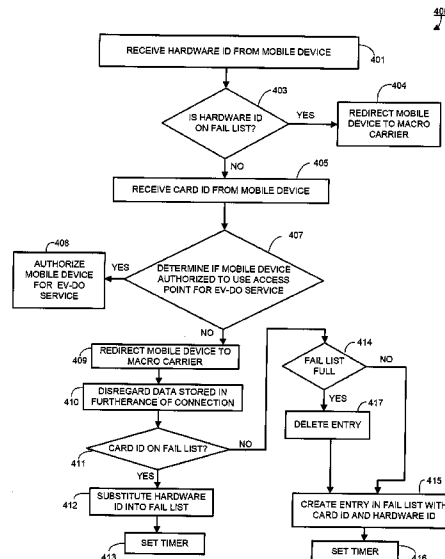 RECEIVE HARDWARE ID FROM MOBILE DEVICE
401
403
IS HARDWARE ID
ON FAIL LIST?
YES
404
REDIRECT MOBILE
DEVICE TO MACRO
CARRIER
NO
405
RECEIVE CARD ID FROM MOBILE DEVICE
407
DETERMINE IF MOBILE DEVICE
AUTHORIZED TO USE ACCESS
POINT FOR EV-DO SERVICE
YES
AUTHORIZE
MOBILE DEVICE
FOR EV-DO
SERVICE
NO
409
REDIRECT MOBILE DEVICE TO
MACRO CARRIER
410
DISREGARD DATA STORED IN
FURTHERANCE OF CONNECTION
411
CARD ID ON FAIL LIST?
NO
YES
412
SUBSTITUTE HARDWARE
ID INTO FAIL LIST
SET TIMER
413
414
FAIL LIST
FULL
NO
YES
417
DELETE ENTRY
415
CREATE ENTRY IN FAIL LIST WITH
CARD ID AND HARDWARE ID
SET TIMER
416